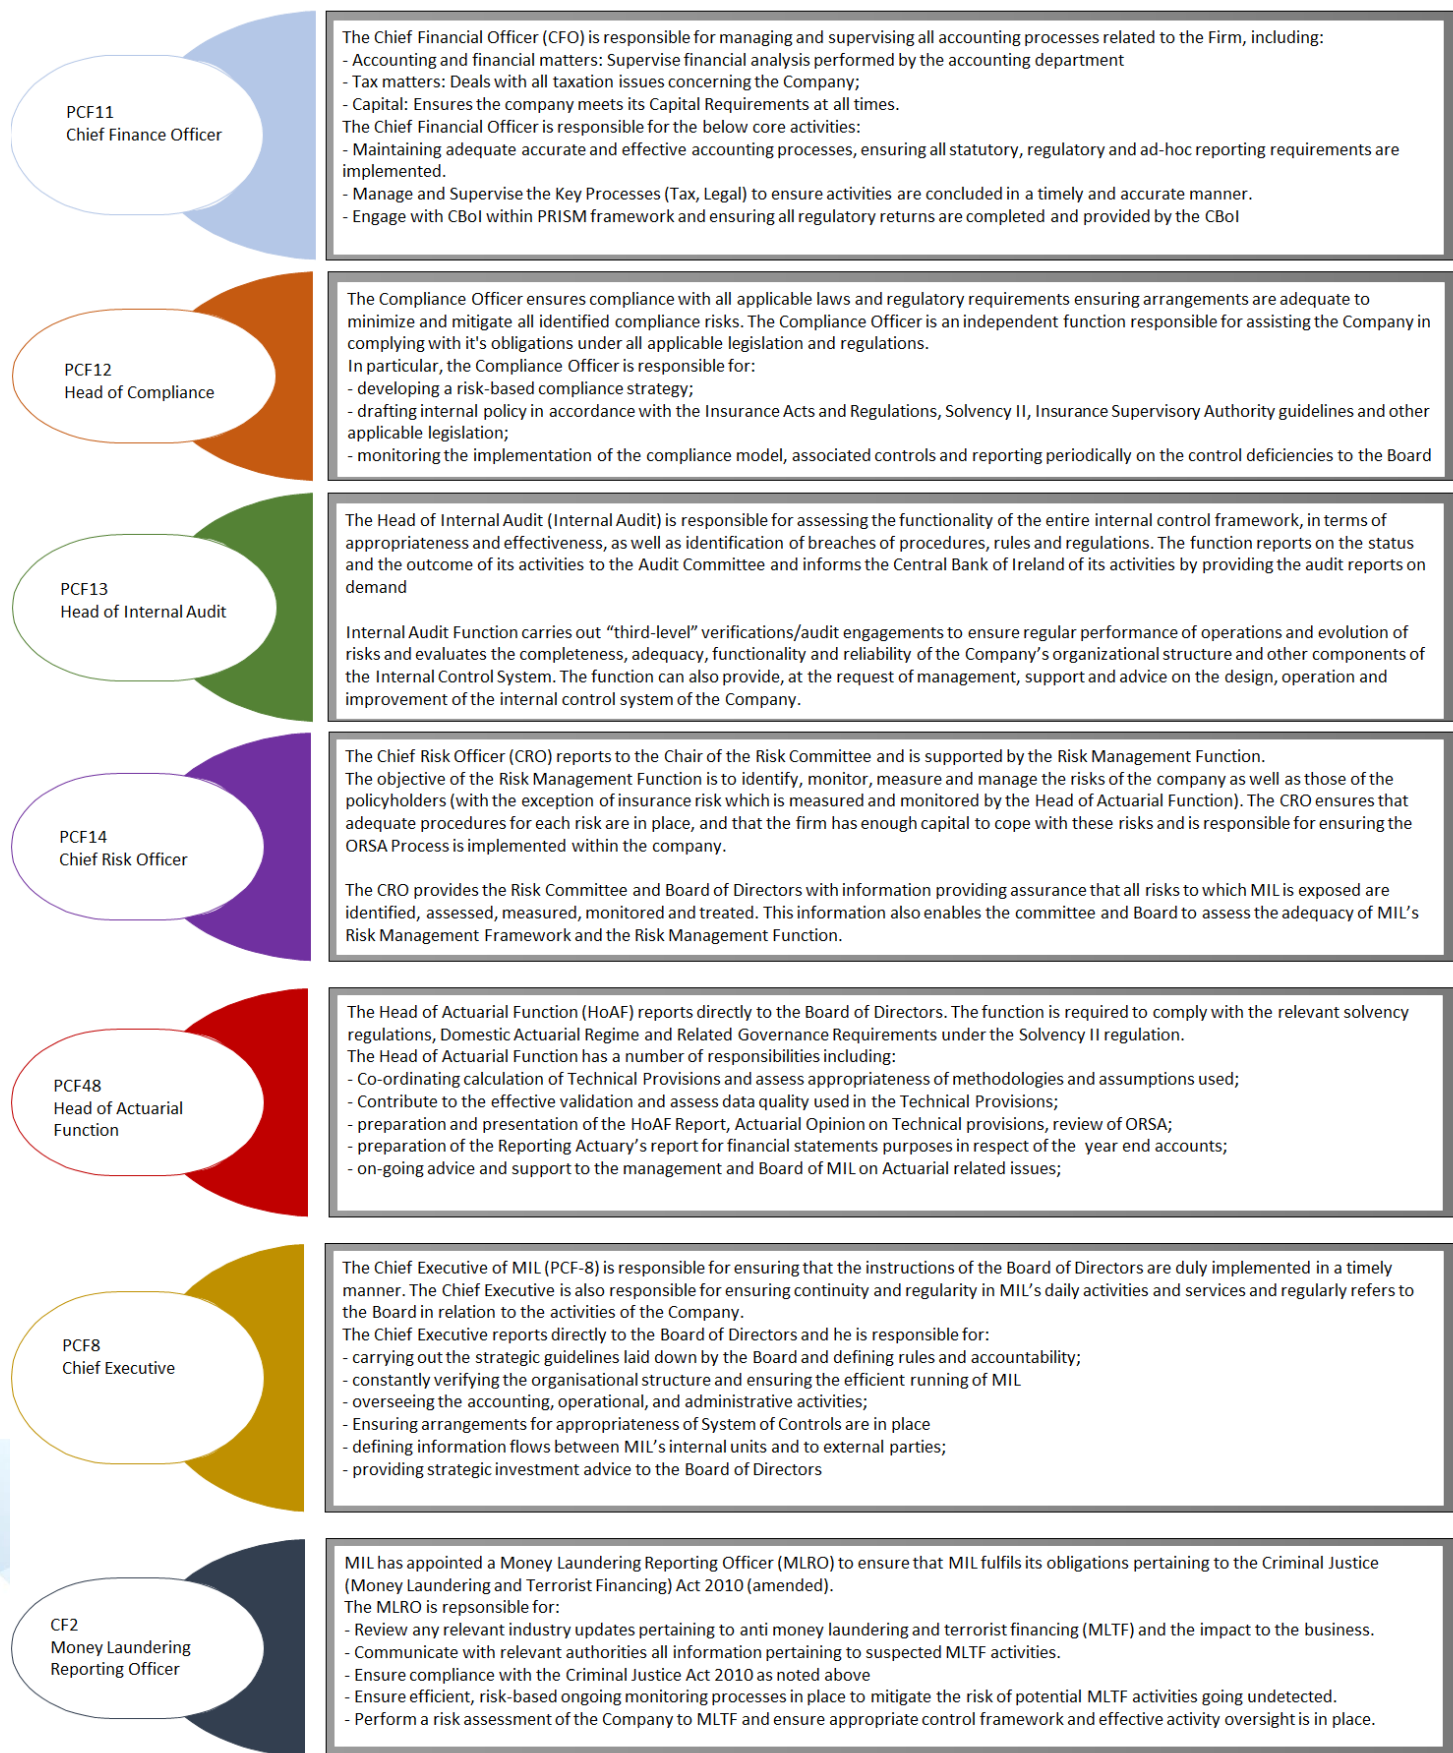 PCF11
Chief Finance Officer
The Chief Financial Officer (CFO) is responsible for managing and supervising all accounting processes related to the Firm, including:
- Accounting and financial matters: Supervise financial analysis performed by the accounting department
- Tax matters: Deals with all taxation issues concerning the Company;
- Capital: Ensures the company meets its Capital Requirements at all times.
The Chief Financial Officer is responsible for the below core activities:
- Maintaining adequate accurate and effective accounting processes, ensuring all statutory, regulatory and ad-hoc reporting requirements are
implemented.
- Manage and Supervise the Key Processes (Tax, Legal) to ensure activities are concluded in a timely and accurate manner.
- Engage with CBoI within PRISM framework and ensuring all regulatory returns are completed and provided by the CBoI
PCF12
Head of Compliance
The Compliance Officer ensures compliance with all applicable laws and regulatory requirements ensuring arrangements are adequate to
minimize and mitigate all identified compliance risks. The Compliance Officer is an independent function responsible for assisting the Company in
complying with it's obligations under all applicable legislation and regulations.
In particular, the Compliance Officer is responsible for:
- developing a risk-based compliance strategy;
- drafting internal policy in accordance with the Insurance Acts and Regulations, Solvency II, Insurance Supervisory Authority guidelines and other
applicable legislation;
- monitoring the implementation of the compliance model, associated controls and reporting periodically on the control deficiencies to the Board
PCF13
Head of Internal Audit
The Head of Internal Audit (Internal Audit) is responsible for assessing the functionality of the entire internal control framework, in terms of
appropriateness and effectiveness, as well as identification of breaches of procedures, rules and regulations. The function reports on the status
and the outcome of its activities to the Audit Committee and informs the Central Bank of Ireland of its activities by providing the audit reports on
demand
Internal Audit Function carries out “third-level” verifications/audit engagements to ensure regular performance of operations and evolution of
risks and evaluates the completeness, adequacy, functionality and reliability of the Company’s organizational structure and other components of
the Internal Control System. The function can also provide, at the request of management, support and advice on the design, operation and
improvement of the internal control system of the Company.
PCF14
Chief Risk Officer
The Chief Risk Officer (CRO) reports to the Chair of the Risk Committee and is supported by the Risk Management Function.
The objective of the Risk Management Function is to identify, monitor, measure and manage the risks of the company as well as those of the
policyholders (with the exception of insurance risk which is measured and monitored by the Head of Actuarial Function). The CRO ensures that
adequate procedures for each risk are in place, and that the firm has enough capital to cope with these risks and is responsible for ensuring the
ORSA Process is implemented within the company.
The CRO provides the Risk Committee and Board of Directors with information providing assurance that all risks to which MIL is exposed are
identified, assessed, measured, monitored and treated. This information also enables the committee and Board to assess the adequacy of MIL’s
Risk Management Framework and the Risk Management Function.
PCF48
Head of Actuarial
Function
The Head of Actuarial Function (HoAF) reports directly to the Board of Directors. The function is required to comply with the relevant solvency
regulations, Domestic Actuarial Regime and Related Governance Requirements under the Solvency II regulation.
The Head of Actuarial Function has a number of responsibilities including:
- Co-ordinating calculation of Technical Provisions and assess appropriateness of methodologies and assumptions used;
- Contribute to the effective validation and assess data quality used in the Technical Provisions;
- preparation and presentation of the HoAF Report, Actuarial Opinion on Technical provisions, review of ORSA;
- preparation of the Reporting Actuary’s report for financial statements purposes in respect of the year end accounts;
- on-going advice and support to the management and Board of MIL on Actuarial related issues;
PCF8
Chief Executive
The Chief Executive of MIL (PCF-8) is responsible for ensuring that the instructions of the Board of Directors are duly implemented in a timely
manner. The Chief Executive is also responsible for ensuring continuity and regularity in MIL’s daily activities and services and regularly refers to
the Board in relation to the activities of the Company.
The Chief Executive reports directly to the Board of Directors and he is responsible for:
- carrying out the strategic guidelines laid down by the Board and defining rules and accountability;
- constantly verifying the organisational structure and ensuring the efficient running of MIL
- overseeing the accounting, operational, and administrative activities;
- Ensuring arrangements for appropriateness of System of Controls are in place
- defining information flows between MIL’s internal units and to external parties;
- providing strategic investment advice to the Board of Directors
CF2
Money Laundering
Reporting Officer
MIL has appointed a Money Laundering Reporting Officer (MLRO) to ensure that MIL fulfils its obligations pertaining to the Criminal Justice
(Money Laundering and Terrorist Financing) Act 2010 (amended).
The MLRO is repsonsible for:
- Review any relevant industry updates pertaining to anti money laundering and terrorist financing (MLTF) and the impact to the business.
- Communicate with relevant authorities all information pertaining to suspected MLTF activities.
- Ensure compliance with the Criminal Justice Act 2010 as noted above
- Ensure efficient, risk-based ongoing monitoring processes in place to mitigate the risk of potential MLTF activities going undetected.
- Perform a risk assessment of the Company to MLTF and ensure appropriate control framework and effective activity oversight is in place.